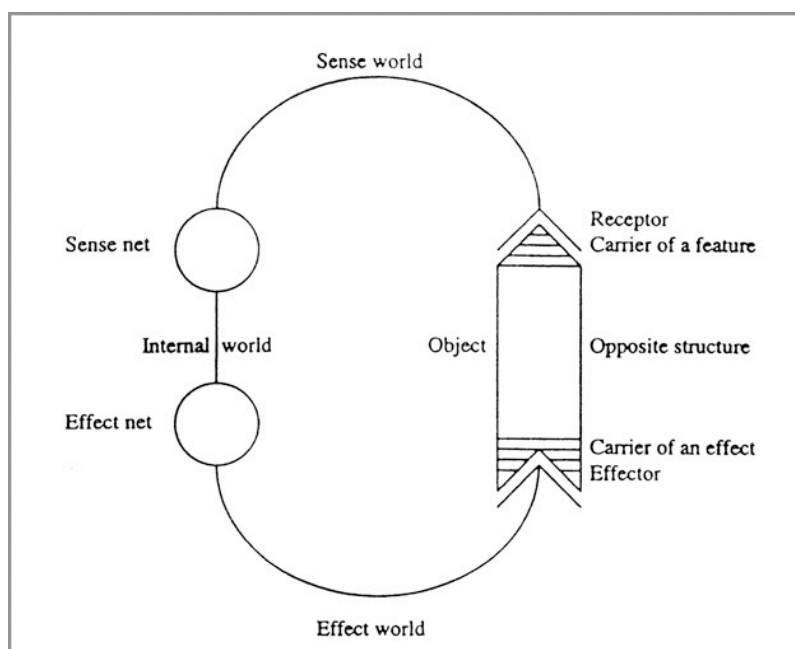 Sense world
Receptor
Sense net
Carrier of a feature
Internal world
Object
Opposite structure
Effect net
Carrier of an effect
Effector
Effect world